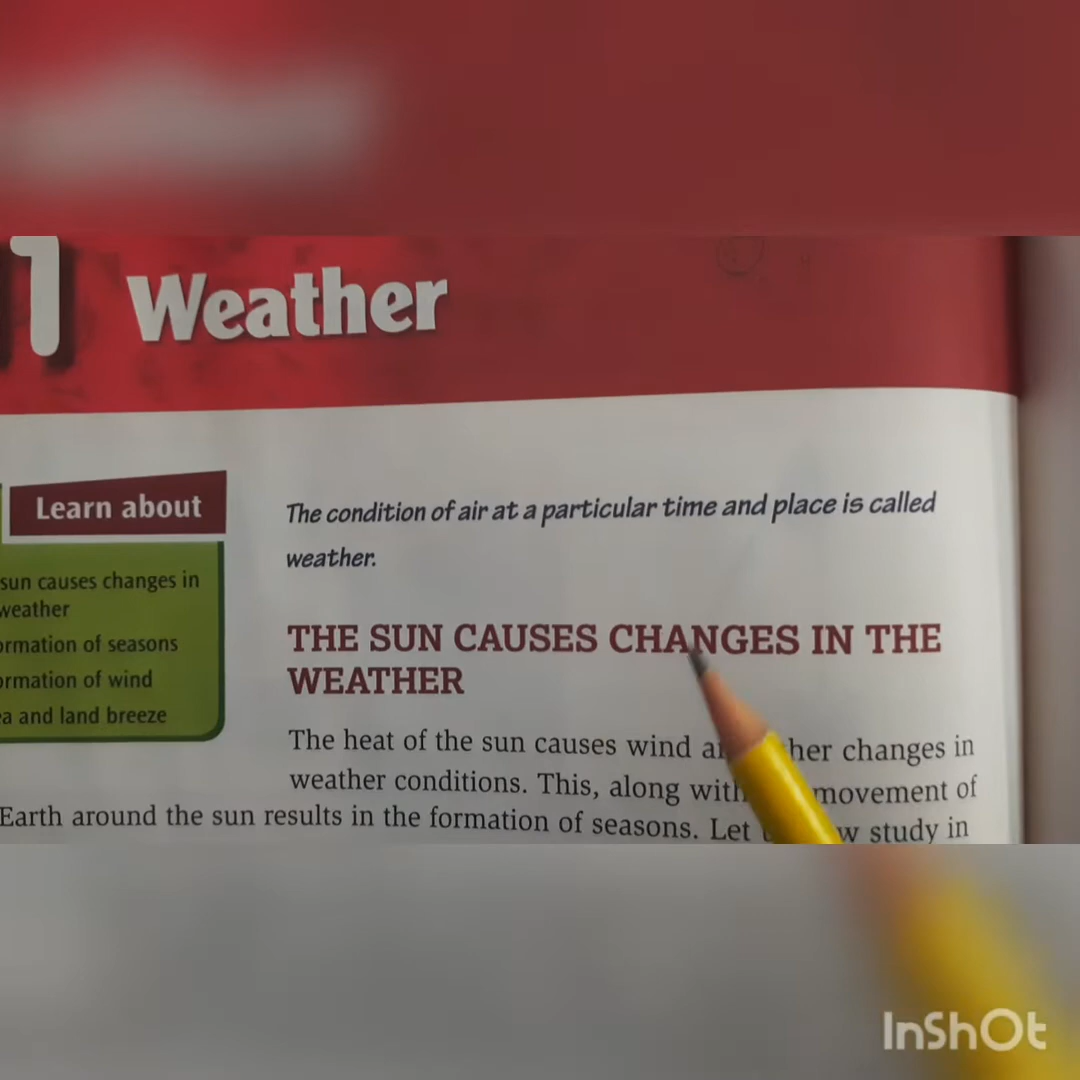 1 Weather
Learn about
sun causes changes in
weather
ormation of seasons
ormation of wind
a and land breeze
The condition of air at a particular time and place is called
weather.
THE SUN CAUSES CHANGES IN THE
WEATHER
The heat of the sun causes wind her changes in
weather conditions. This, along with movement of
Earth around the sun results in the formation of seasons. Let w study in
InShOt